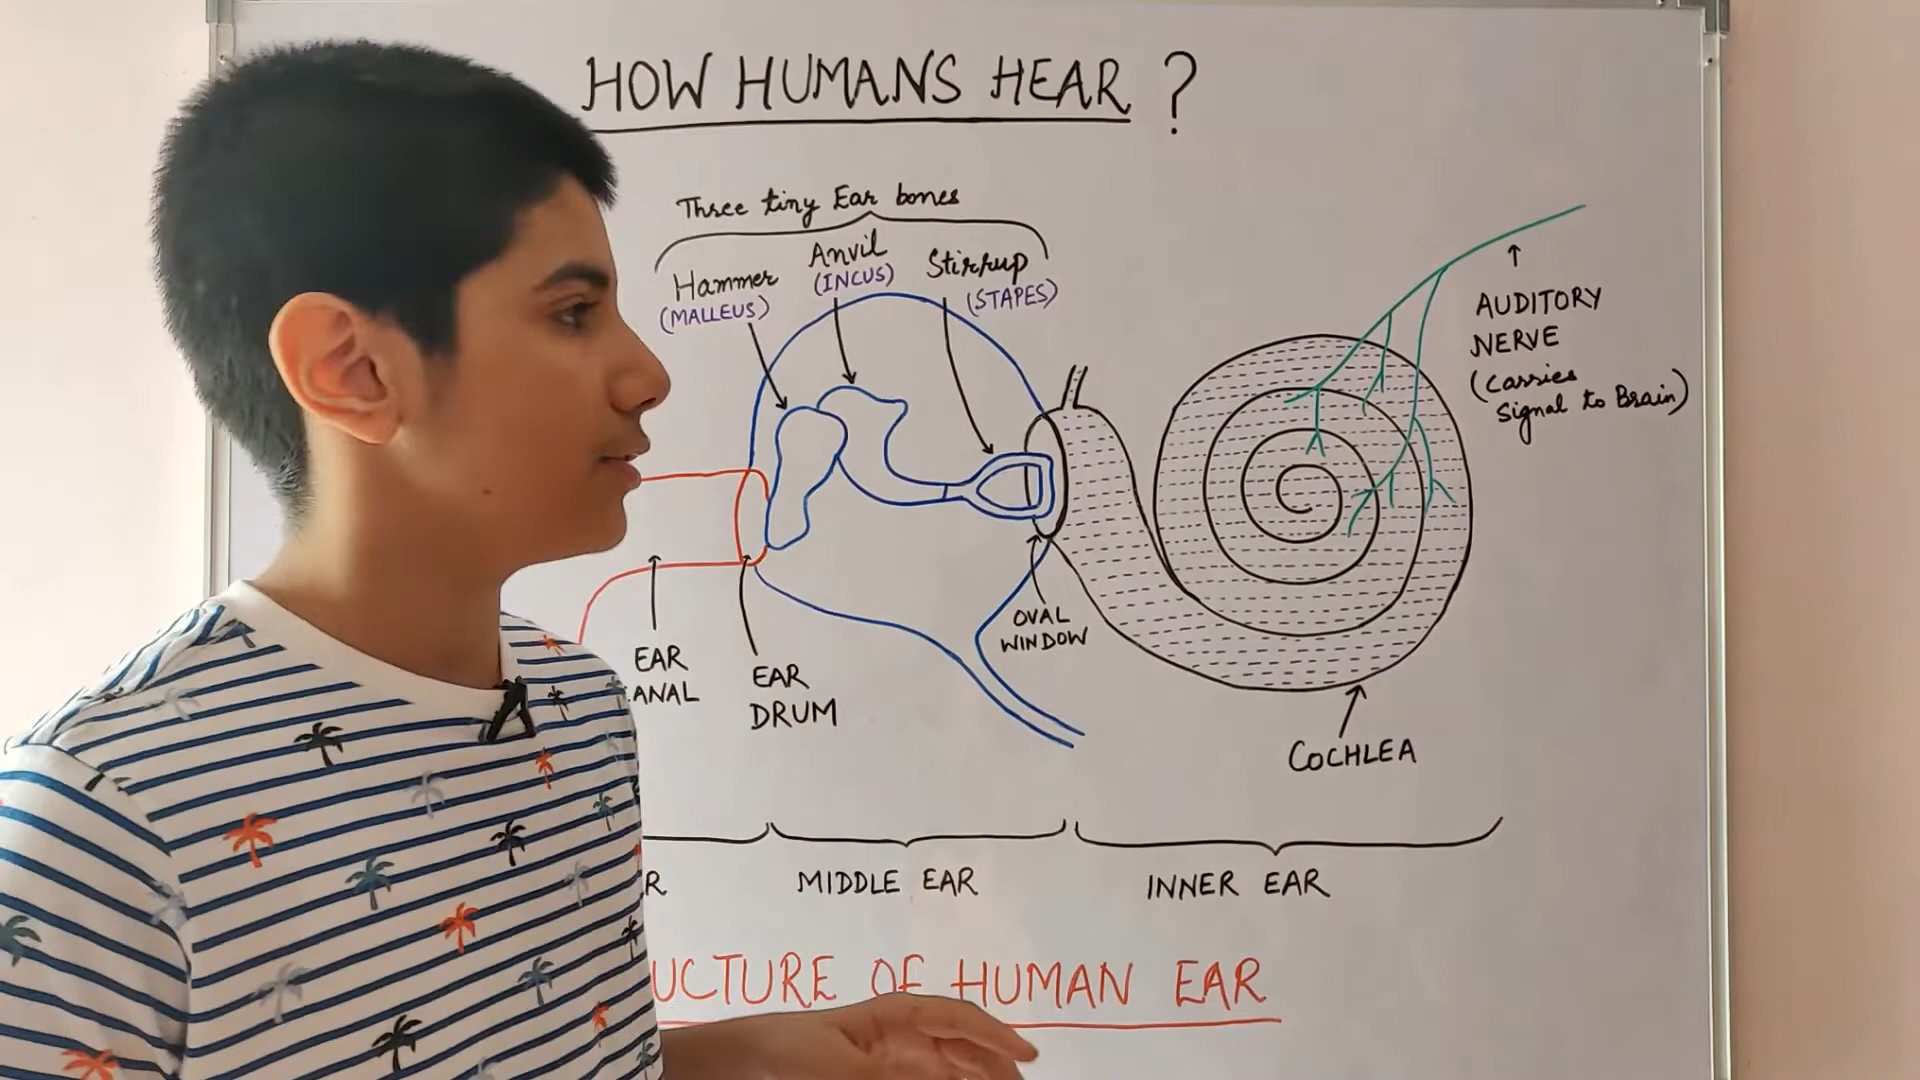 HOW HUMANS HEAR ?
Three tiny Ear bones
Hammer
(MALLEUS)
Anvil
(INCUS)
Stirrup
(STAPES)
AUDITORY
NERVE
(Carries
Signal to Brain)
OVAL
WINDOW
EAR
ANAL
EAR
DRUM
COCHLEA
R
MIDDLE EAR
INNER EAR
UCTURE OF HUMAN EAR